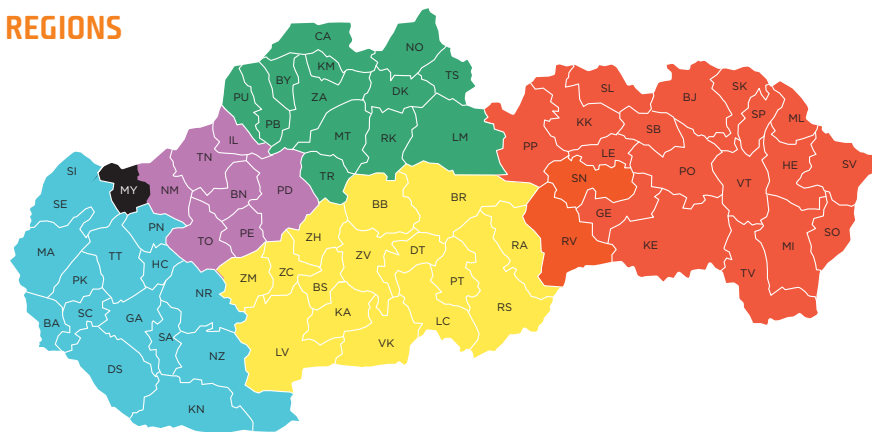 REGIONS
CA
NO
KM
BY
TS
PU
ZA
DK
PB
MT
RK
LM
IL
TN
TR
NM
BN
PD
TO
PE
MY
SI
SE
PN
MA
TT
HC
PK
NR
BA
SC
GA
SA
NZ
DS
KN
BB
BR
ZH
ZV
DT
RA
ZM
ZC
BS
PT
KA
LC
RS
LV
VK
SL
BJ
SK
SP
ML
KK
SB
PP
LE
SN
PO
VT
HE
SV
GE
RV
KE
MI
SO
TV